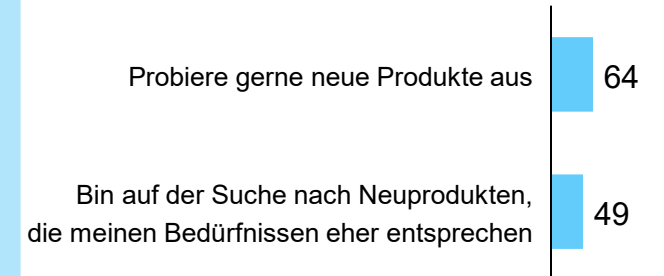 Probiere gerne neue Produkte aus
64
Bin auf der Suche nach Neuprodukten,
die meinen Bedürfnissen eher entsprechen
49